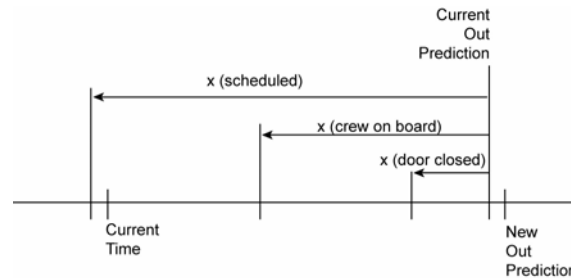 Current
Out
Prediction
x (scheduled)
x (crew on board)
x (door closed)
Current
Time
New
Out
Prediction